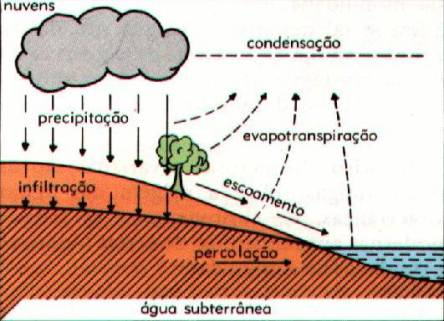 nuvens
condensação
precipitação
evapotranspiração
infiltração
escoamento
percolação
água subterrânea